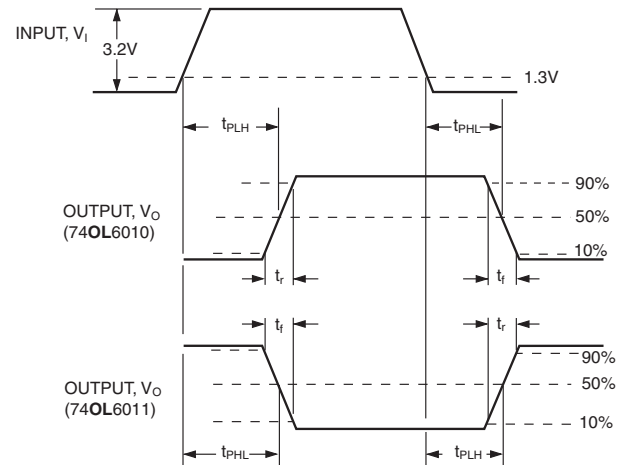 INPUT, VI
3.2V
1.3V
tPLH
tPHL
90%
OUTPUT, VO
(74OL6010)
50%
10%
tr
tf
tf
tr
90%
OUTPUT, VO
(74OL6011)
50%
10%
tPHL
tPLH